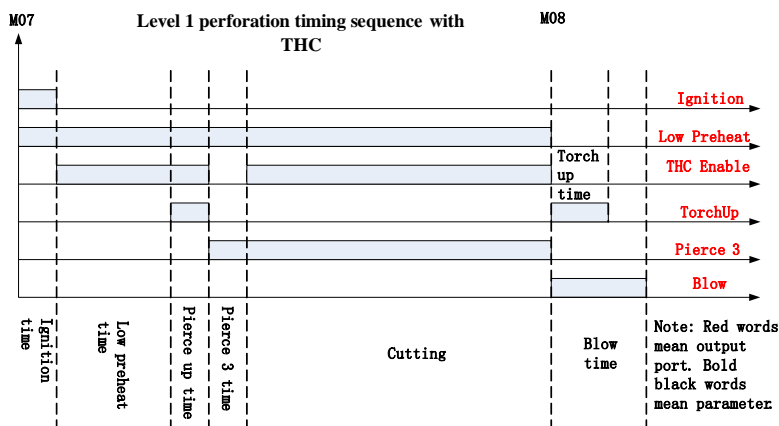 M07
Level 1 perforation timing sequence with
THC
M08
Ignition
Low Preheat
THC Enable
Torch
up
time
TorchUp
Pierce 3
Blow
Ignition
time
Low preheat
time
Pierce up time
Pierce 3 time
Cutting
Blow
time
Note: Red words
mean output
port. Bold
black words
mean parameter.